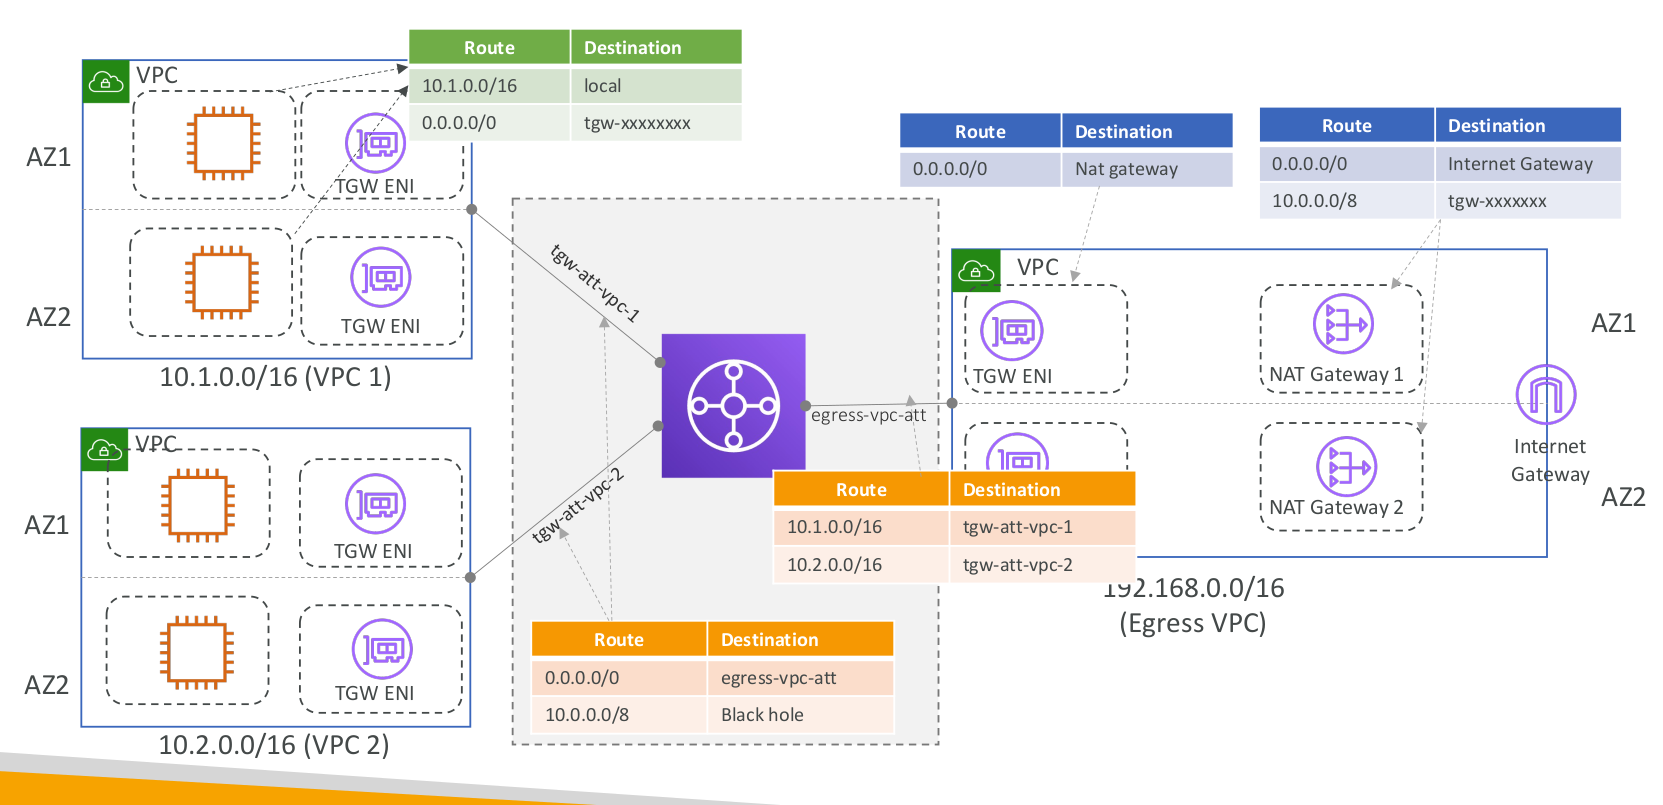 Route Destination
10.1.0.0/16 local
0.0.0.0/0 tgw-xxxxxxxx
VPC
AZ1
TGW ENI
AZ2
TGW ENI
10.1.0.0/16 (VPC 1)
VPC
AZ1
TGW ENI
AZ2
TGW ENI
10.2.0.0/16 (VPC 2)
tgw-att-vpc-1
tgw-att-vpc-2
egress-vpc-att
Route Destination
0.0.0.0/0 egress-vpc-att
10.0.0.0/8 Black hole
Route Destination
10.1.0.0/16 tgw-att-vpc-1
10.2.0.0/16 tgw-att-vpc-2
Route Destination
0.0.0.0/0 Nat gateway
Route Destination
0.0.0.0/0 Internet Gateway
10.0.0.0/8 tgw-xxxxxxx
VPC
TGW ENI
NAT Gateway 1
AZ1
NAT Gateway 2
Internet
Gateway
AZ2
192.168.0.0/16
(Egress VPC)